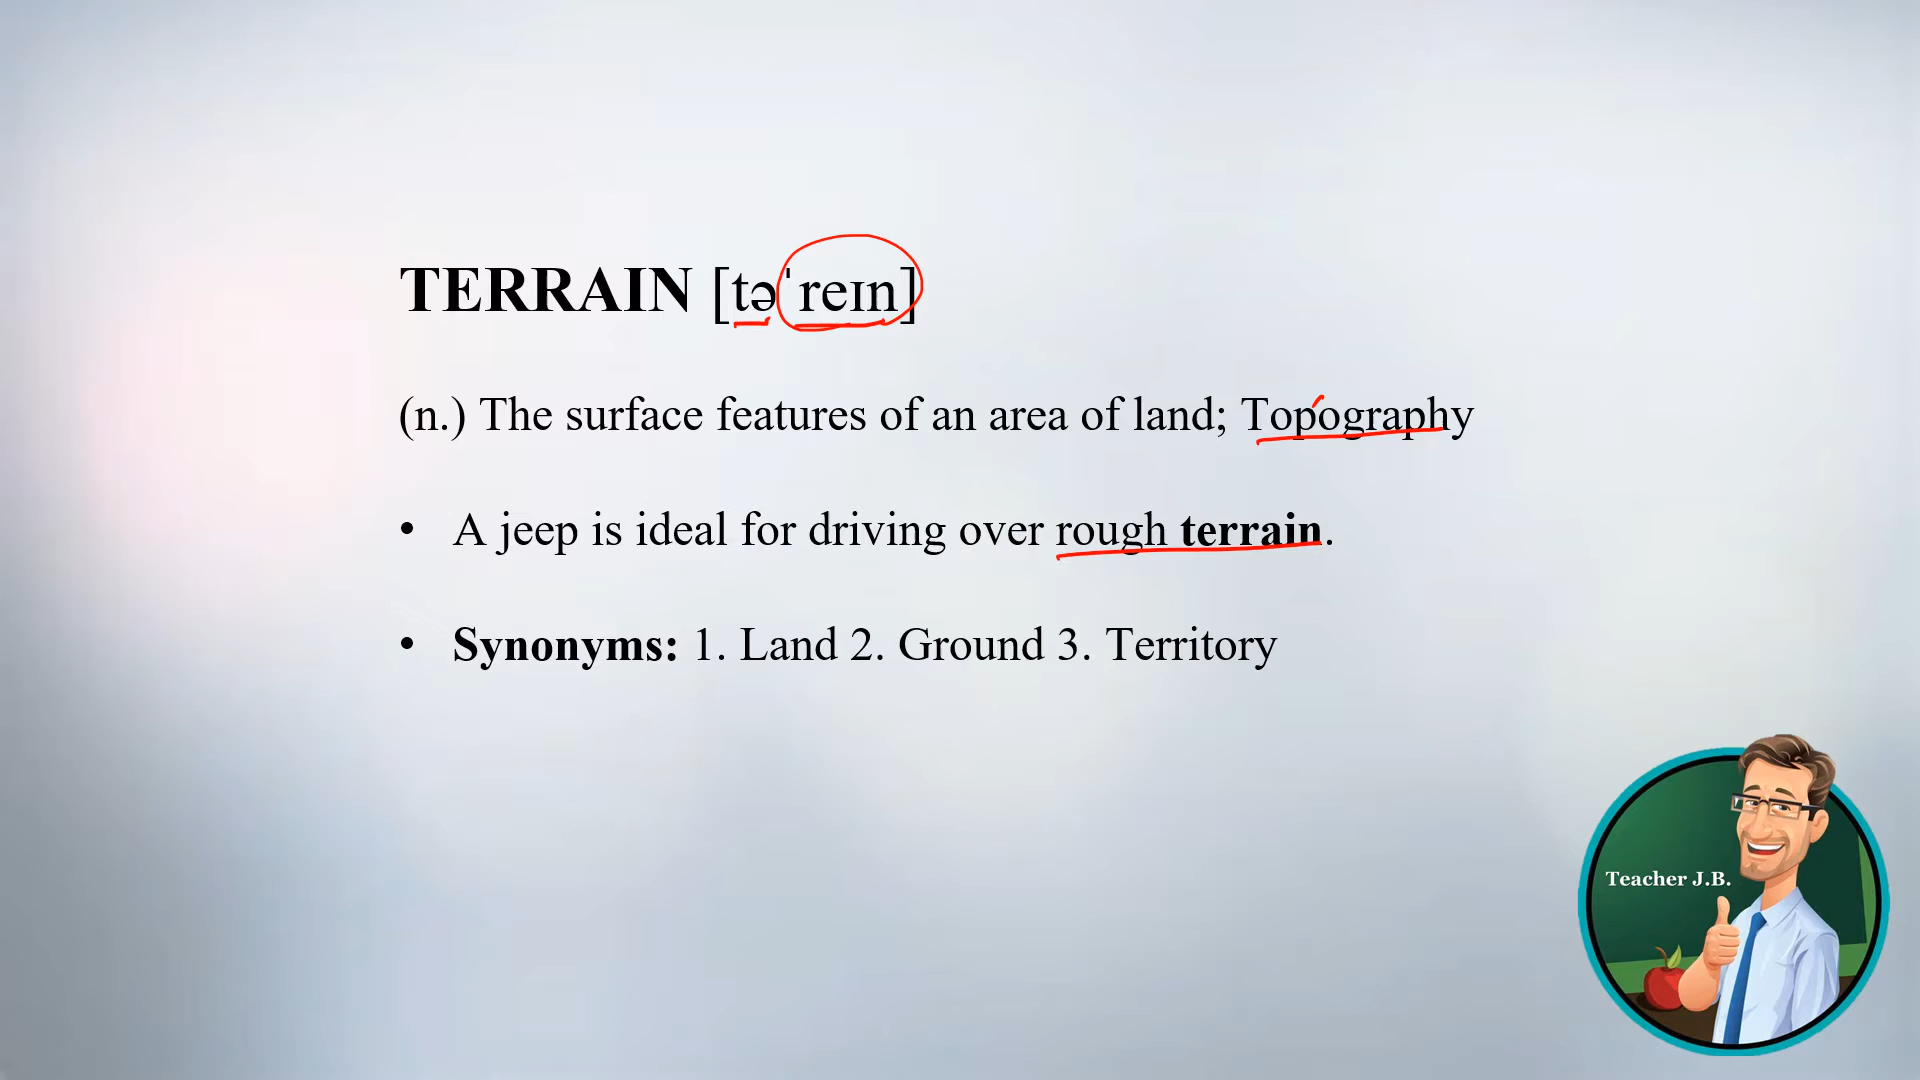 TERRAIN [təˈreɪn]
(n.) The surface features of an area of land; Topography
• A jeep is ideal for driving over rough terrain.
• Synonyms: 1. Land 2. Ground 3. Territory
Teacher J.B.